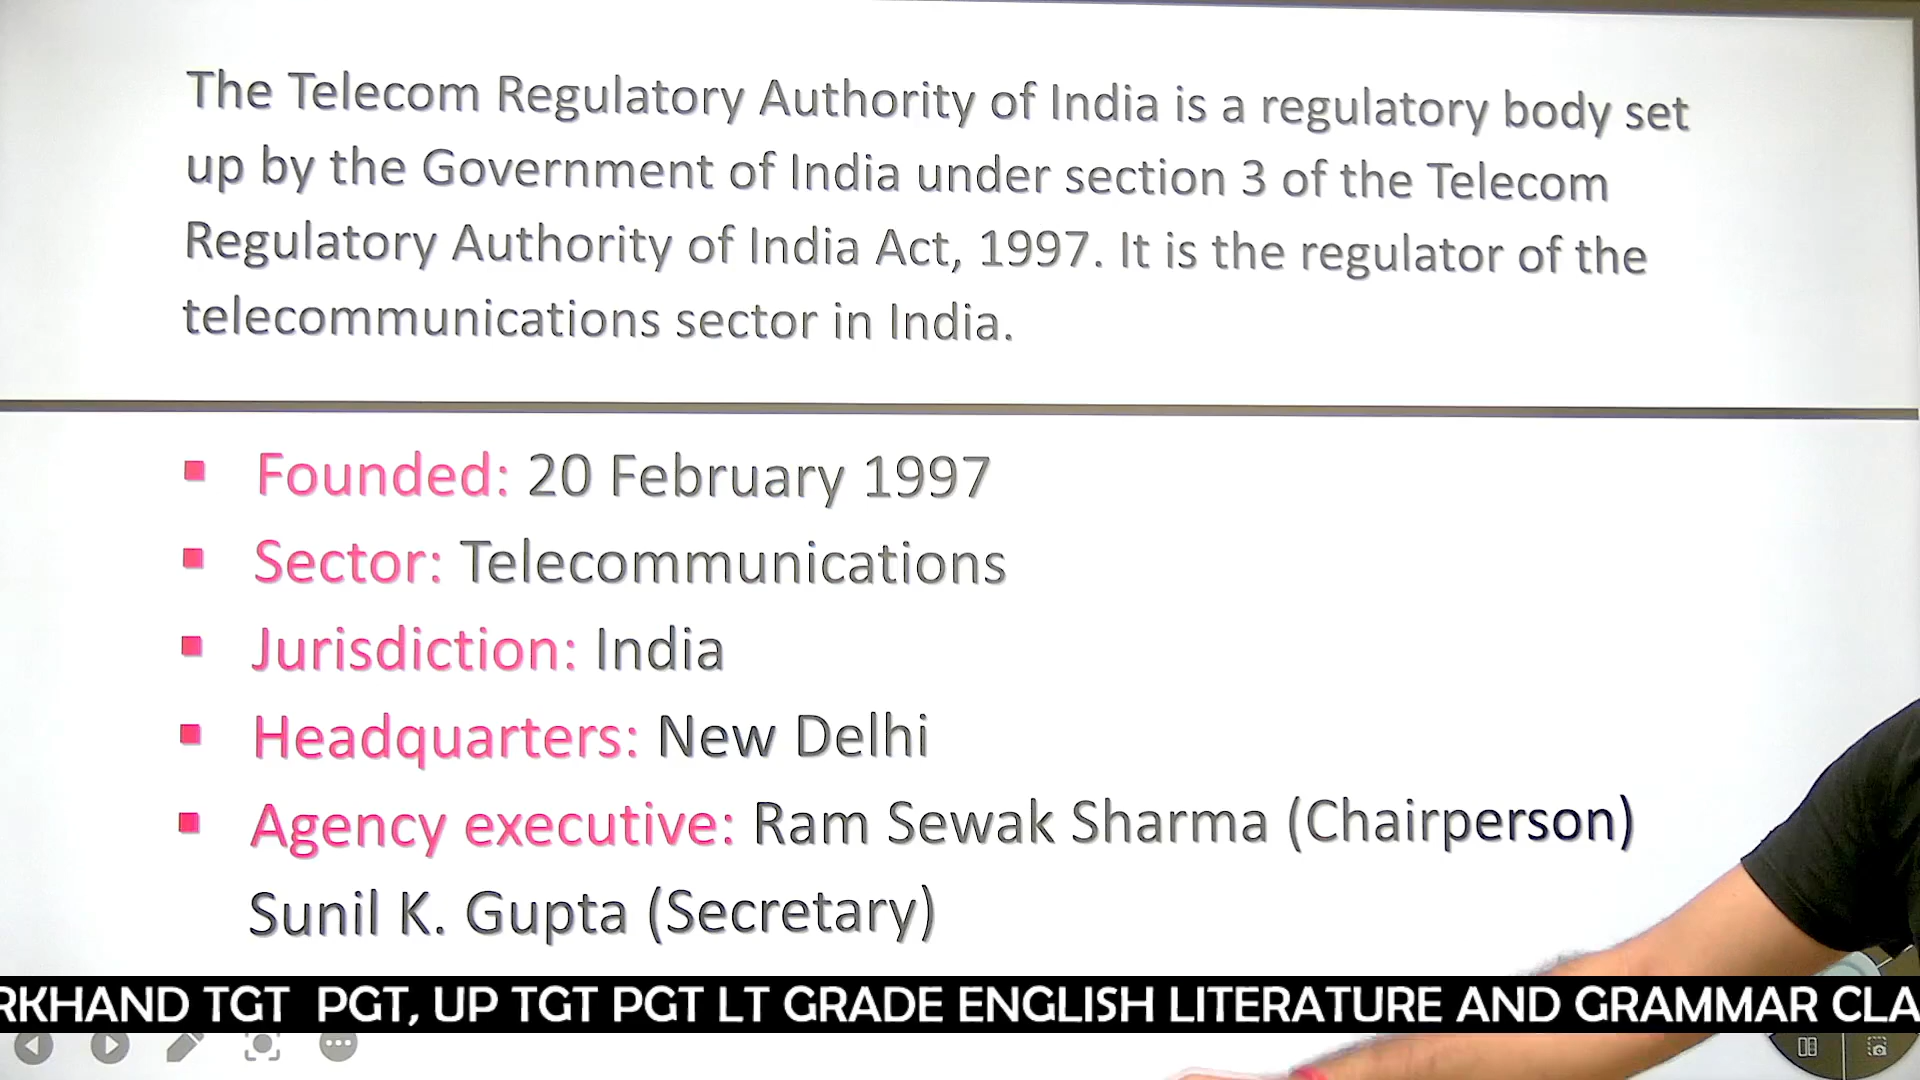 The Telecom Regulatory Authority of India is a regulatory body set
up by the Government of India under section 3 of the Telecom
Regulatory Authority of India Act, 1997. It is the regulator of the
telecommunications sector in India.
▪ Founded: 20 February 1997
▪ Sector: Telecommunications
▪ Jurisdiction: India
▪ Headquarters: New Delhi
▪ Agency executive: Ram Sewak Sharma (Chairperson)
Sunil K. Gupta (Secretary)
RKHAND TGT PGT, UP TGT PGT LT GRADE ENGLISH LITERATURE AND GRAMMAR CLA